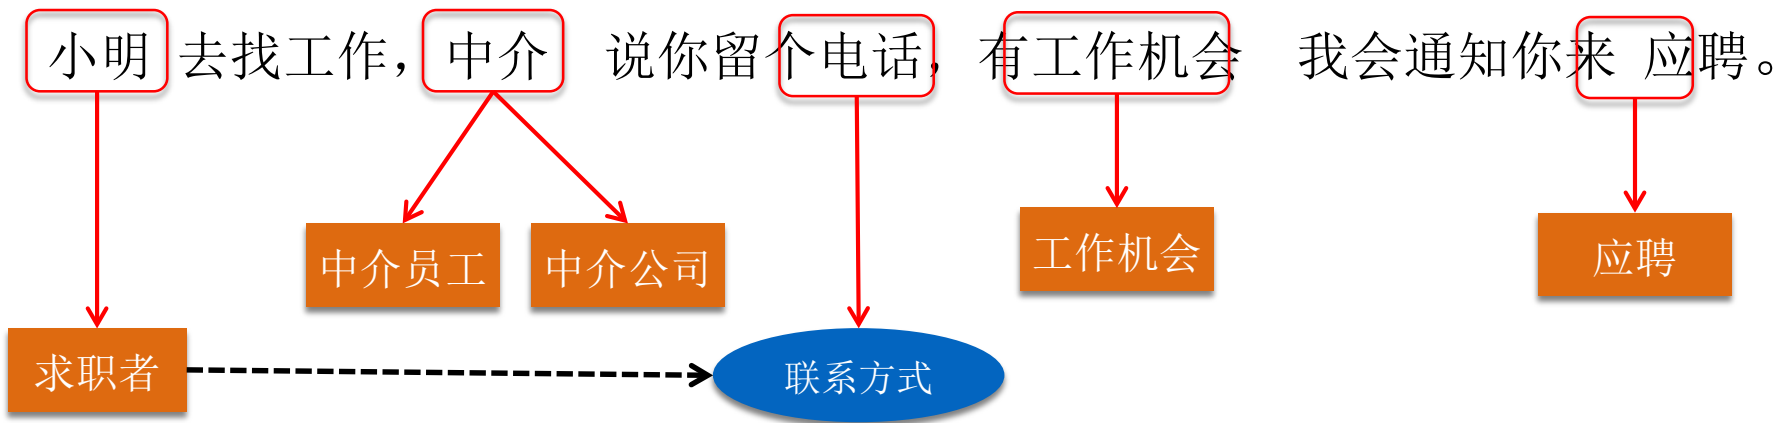 小明 去找工作，中介 说你留个电话，有工作机会 我会通知你来 应聘。
中介员工 中介公司 工作机会 应聘
求职者 联系方式